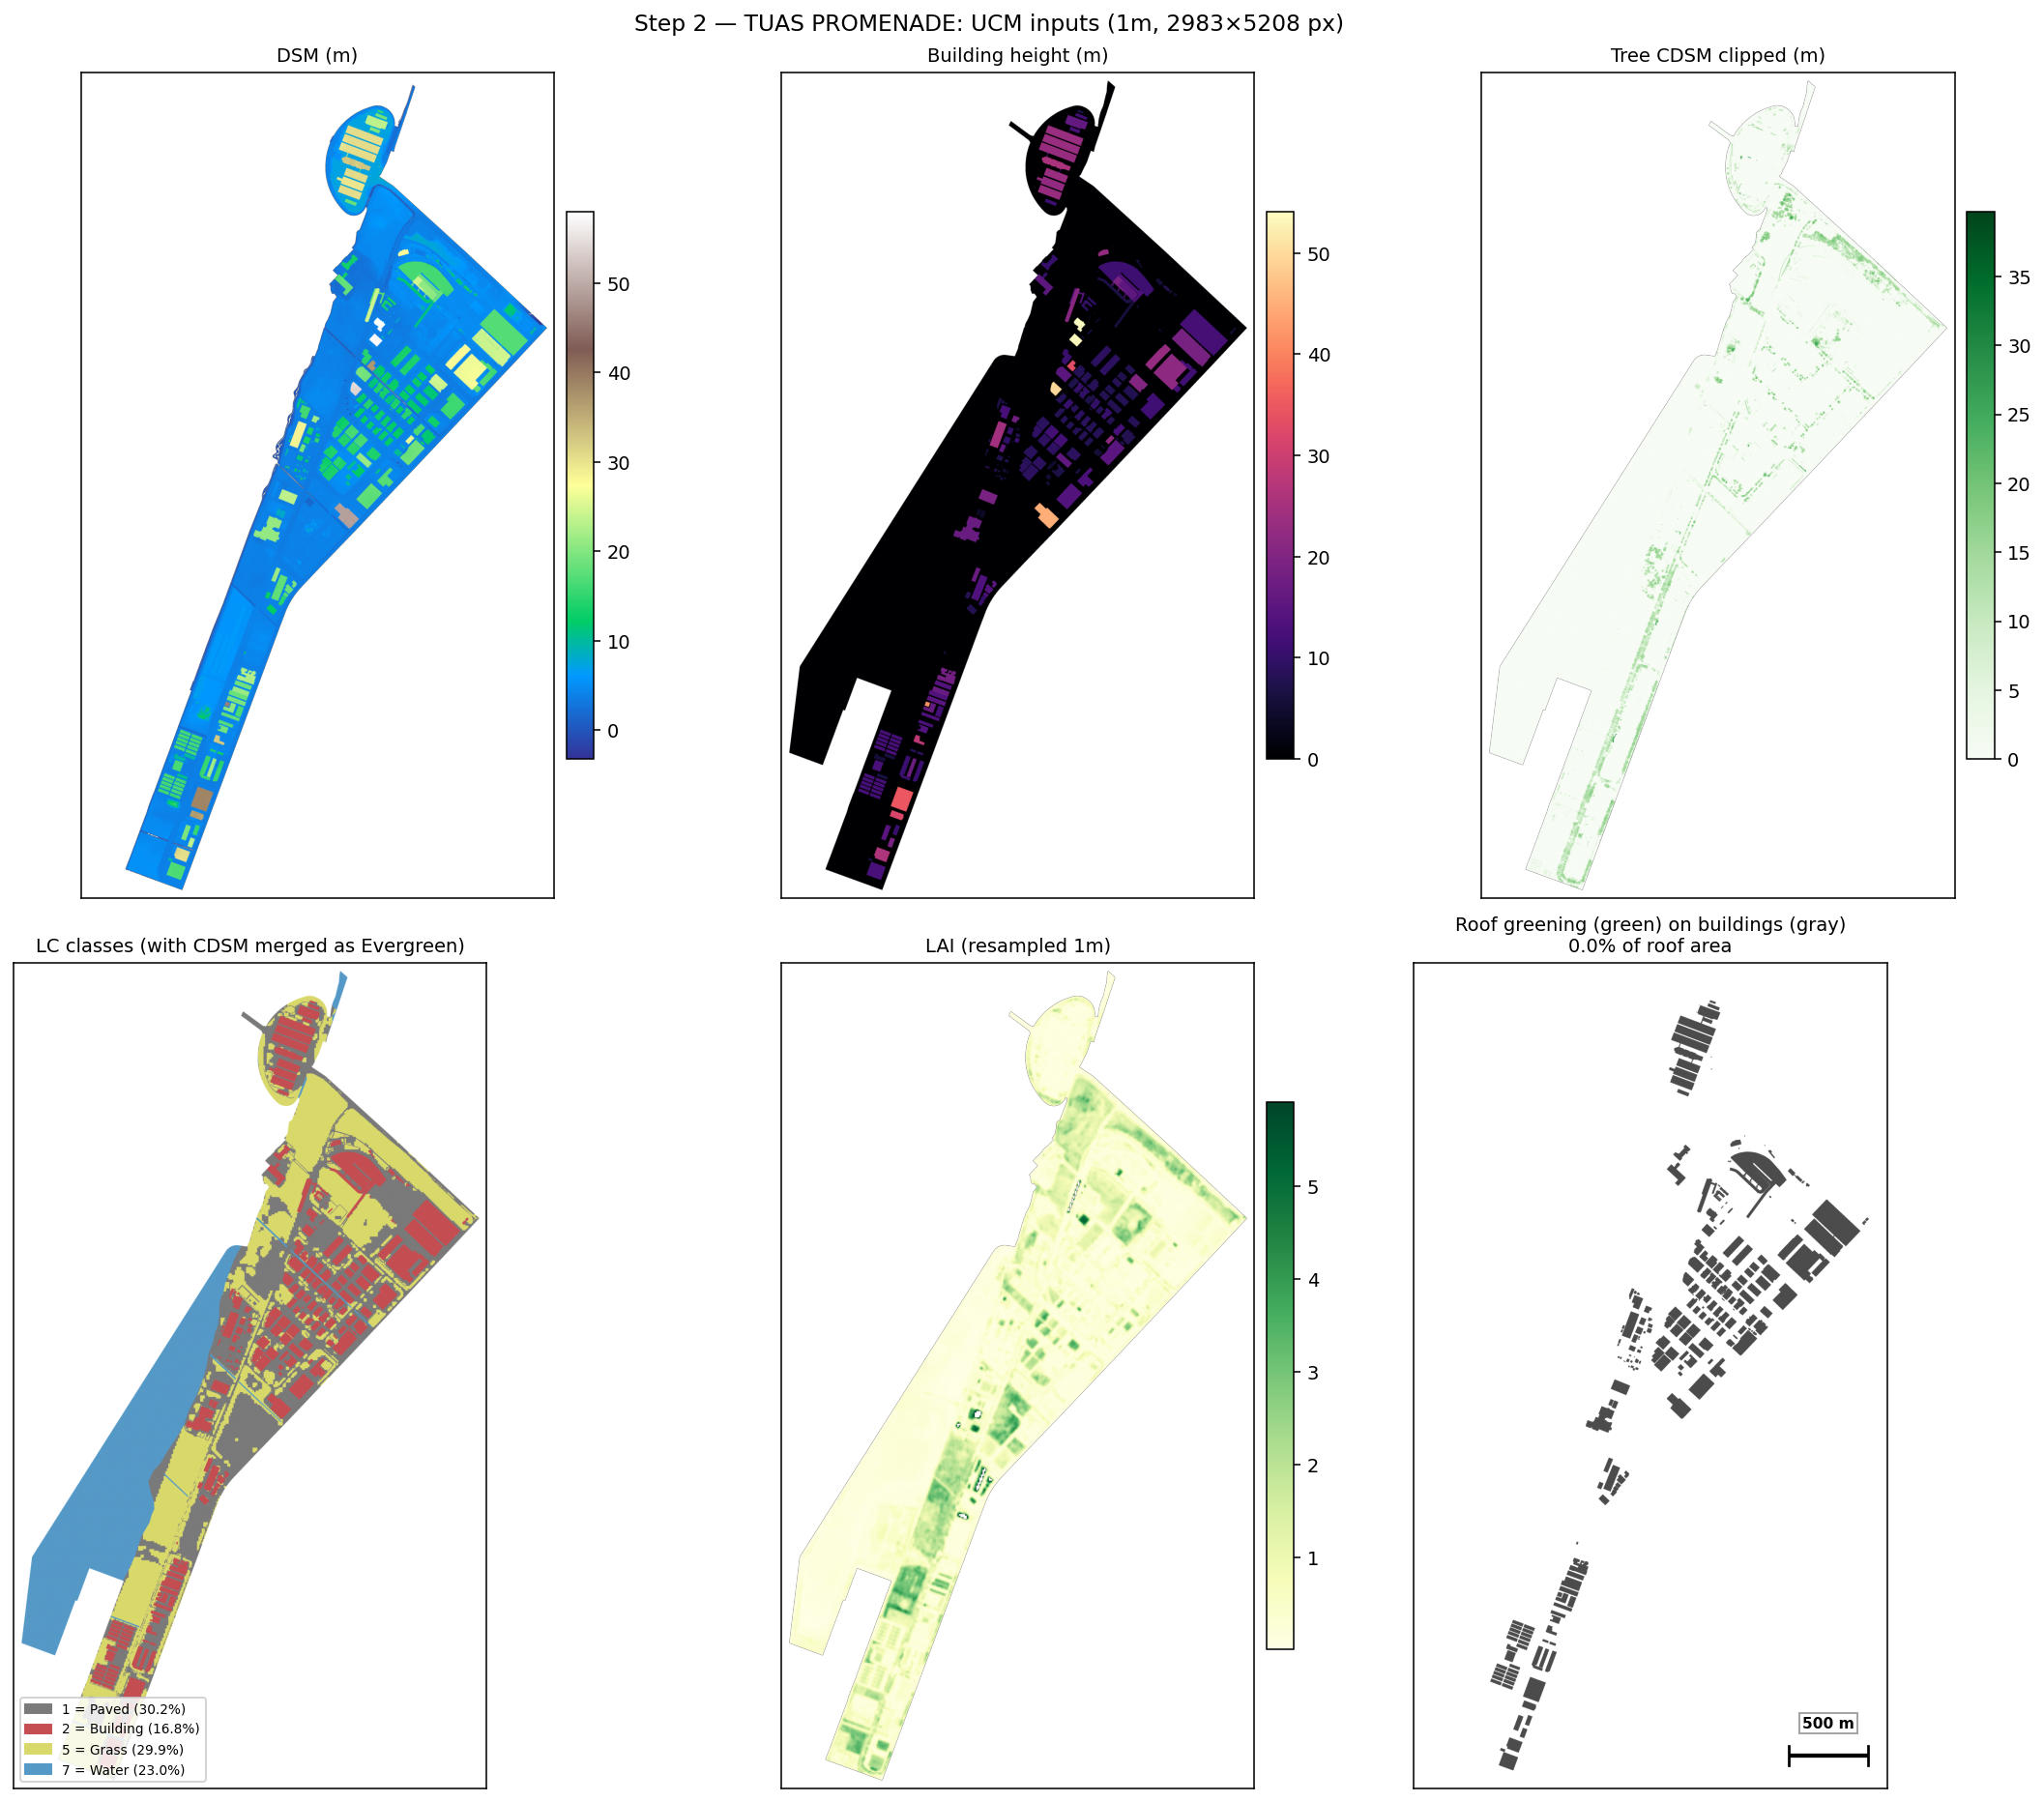 Step 2 — TUAS PROMENADE: UCM inputs (1m, 2983×5208 px)
DSM (m)
50
40
30
20
10
0
Building height (m)
50
40
30
20
10
0
Tree CDSM clipped (m)
35
30
25
20
15
10
5
0
LC classes (with CDSM merged as Evergreen)
1 = Paved (30.2%)
2 = Building (16.8%)
5 = Grass (29.9%)
7 = Water (23.0%)
LAI (resampled 1m)
5
4
3
2
1
Roof greening (green) on buildings (gray)
0.0% of roof area
500 m